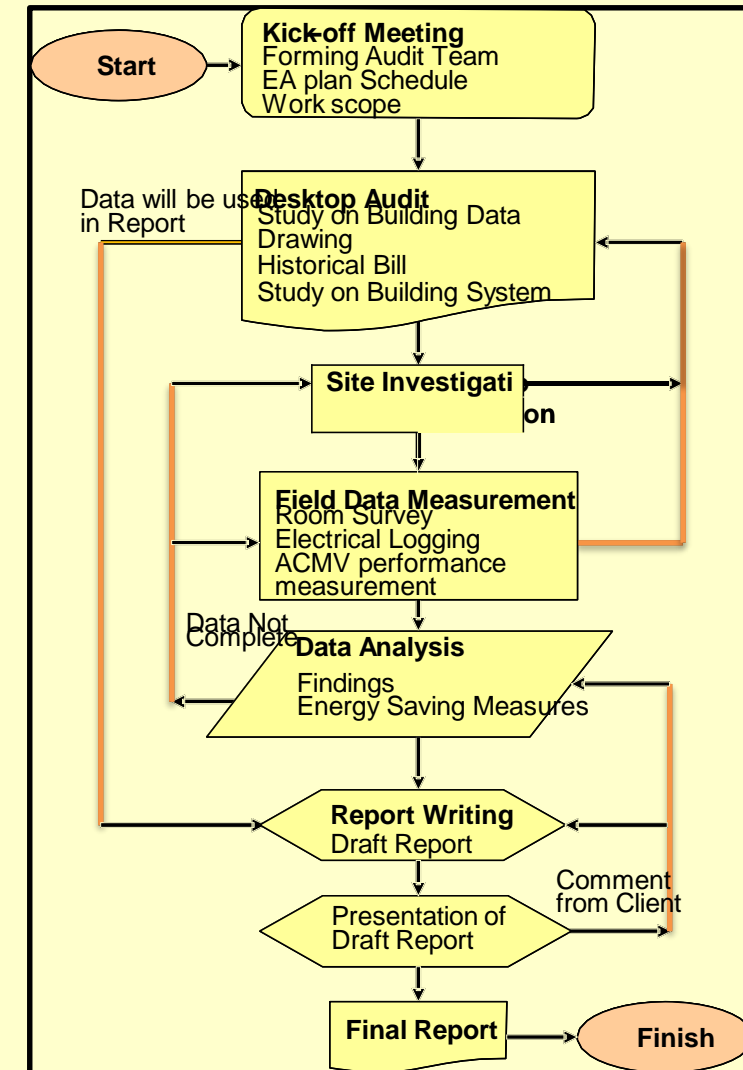 Start
Kick-off Meeting
Forming Audit Team
EA plan Schedule
Work scope
Data will be used
in Report
Desktop Audit
Study on Building Data
Drawing
Historical Bill
Study on Building System
Site Investigati
on
Field Data Measurement
Room Survey
Electrical Logging
ACMV performance
measurement
Data Not
Complete
Data Analysis
Findings
Energy Saving Measures
Report Writing
Draft Report
Comment
from Client
Presentation of
Draft Report
Final Report
Finish